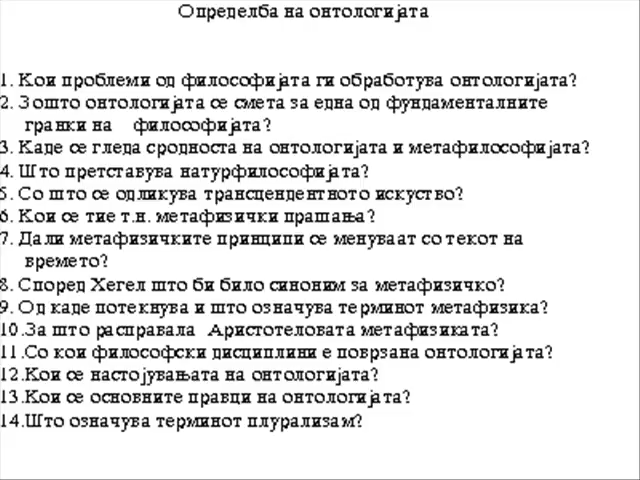 Определба на онтологијата
1. Кои проблеми од философијата ги обработува онтологијата?
2. Зошто онтологијата се смета за една од фундаменталните
гранки на философијата?
3. Каде се гледа сродноста на онтологијата и метафилософијата?
4. Што претставува натурфилософијата?
5. Со што се одликува трансцендентното искуство?
6. Кои се тие т.н. метафизички прашања?
7. Дали метафизичките принципи се менуваат со текот на
времето?
8. Според Хегел што би било синоним за метафизичко?
9. Од каде потекнува и што означува терминот метафизика?
10.За што расправала Аристотеловата метафизиката?
11.Со кои философски дисциплини е поврзана онтологијата?
12.Кои се настојувањата на онтологијата?
13.Кои се основните правци на онтологијата?
14.Што означува терминот плурализам?